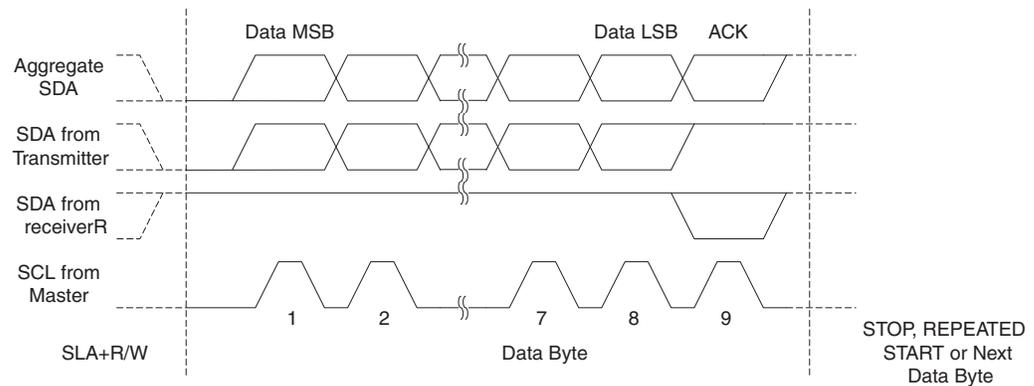 Data MSB
Data LSB
ACK
Aggregate
SDA
SDA from
Transmitter
SDA from
receiverR
SCL from
Master
1
2
7
8
9
SLA+R/W
Data Byte
STOP, REPEATED
START or Next
Data Byte